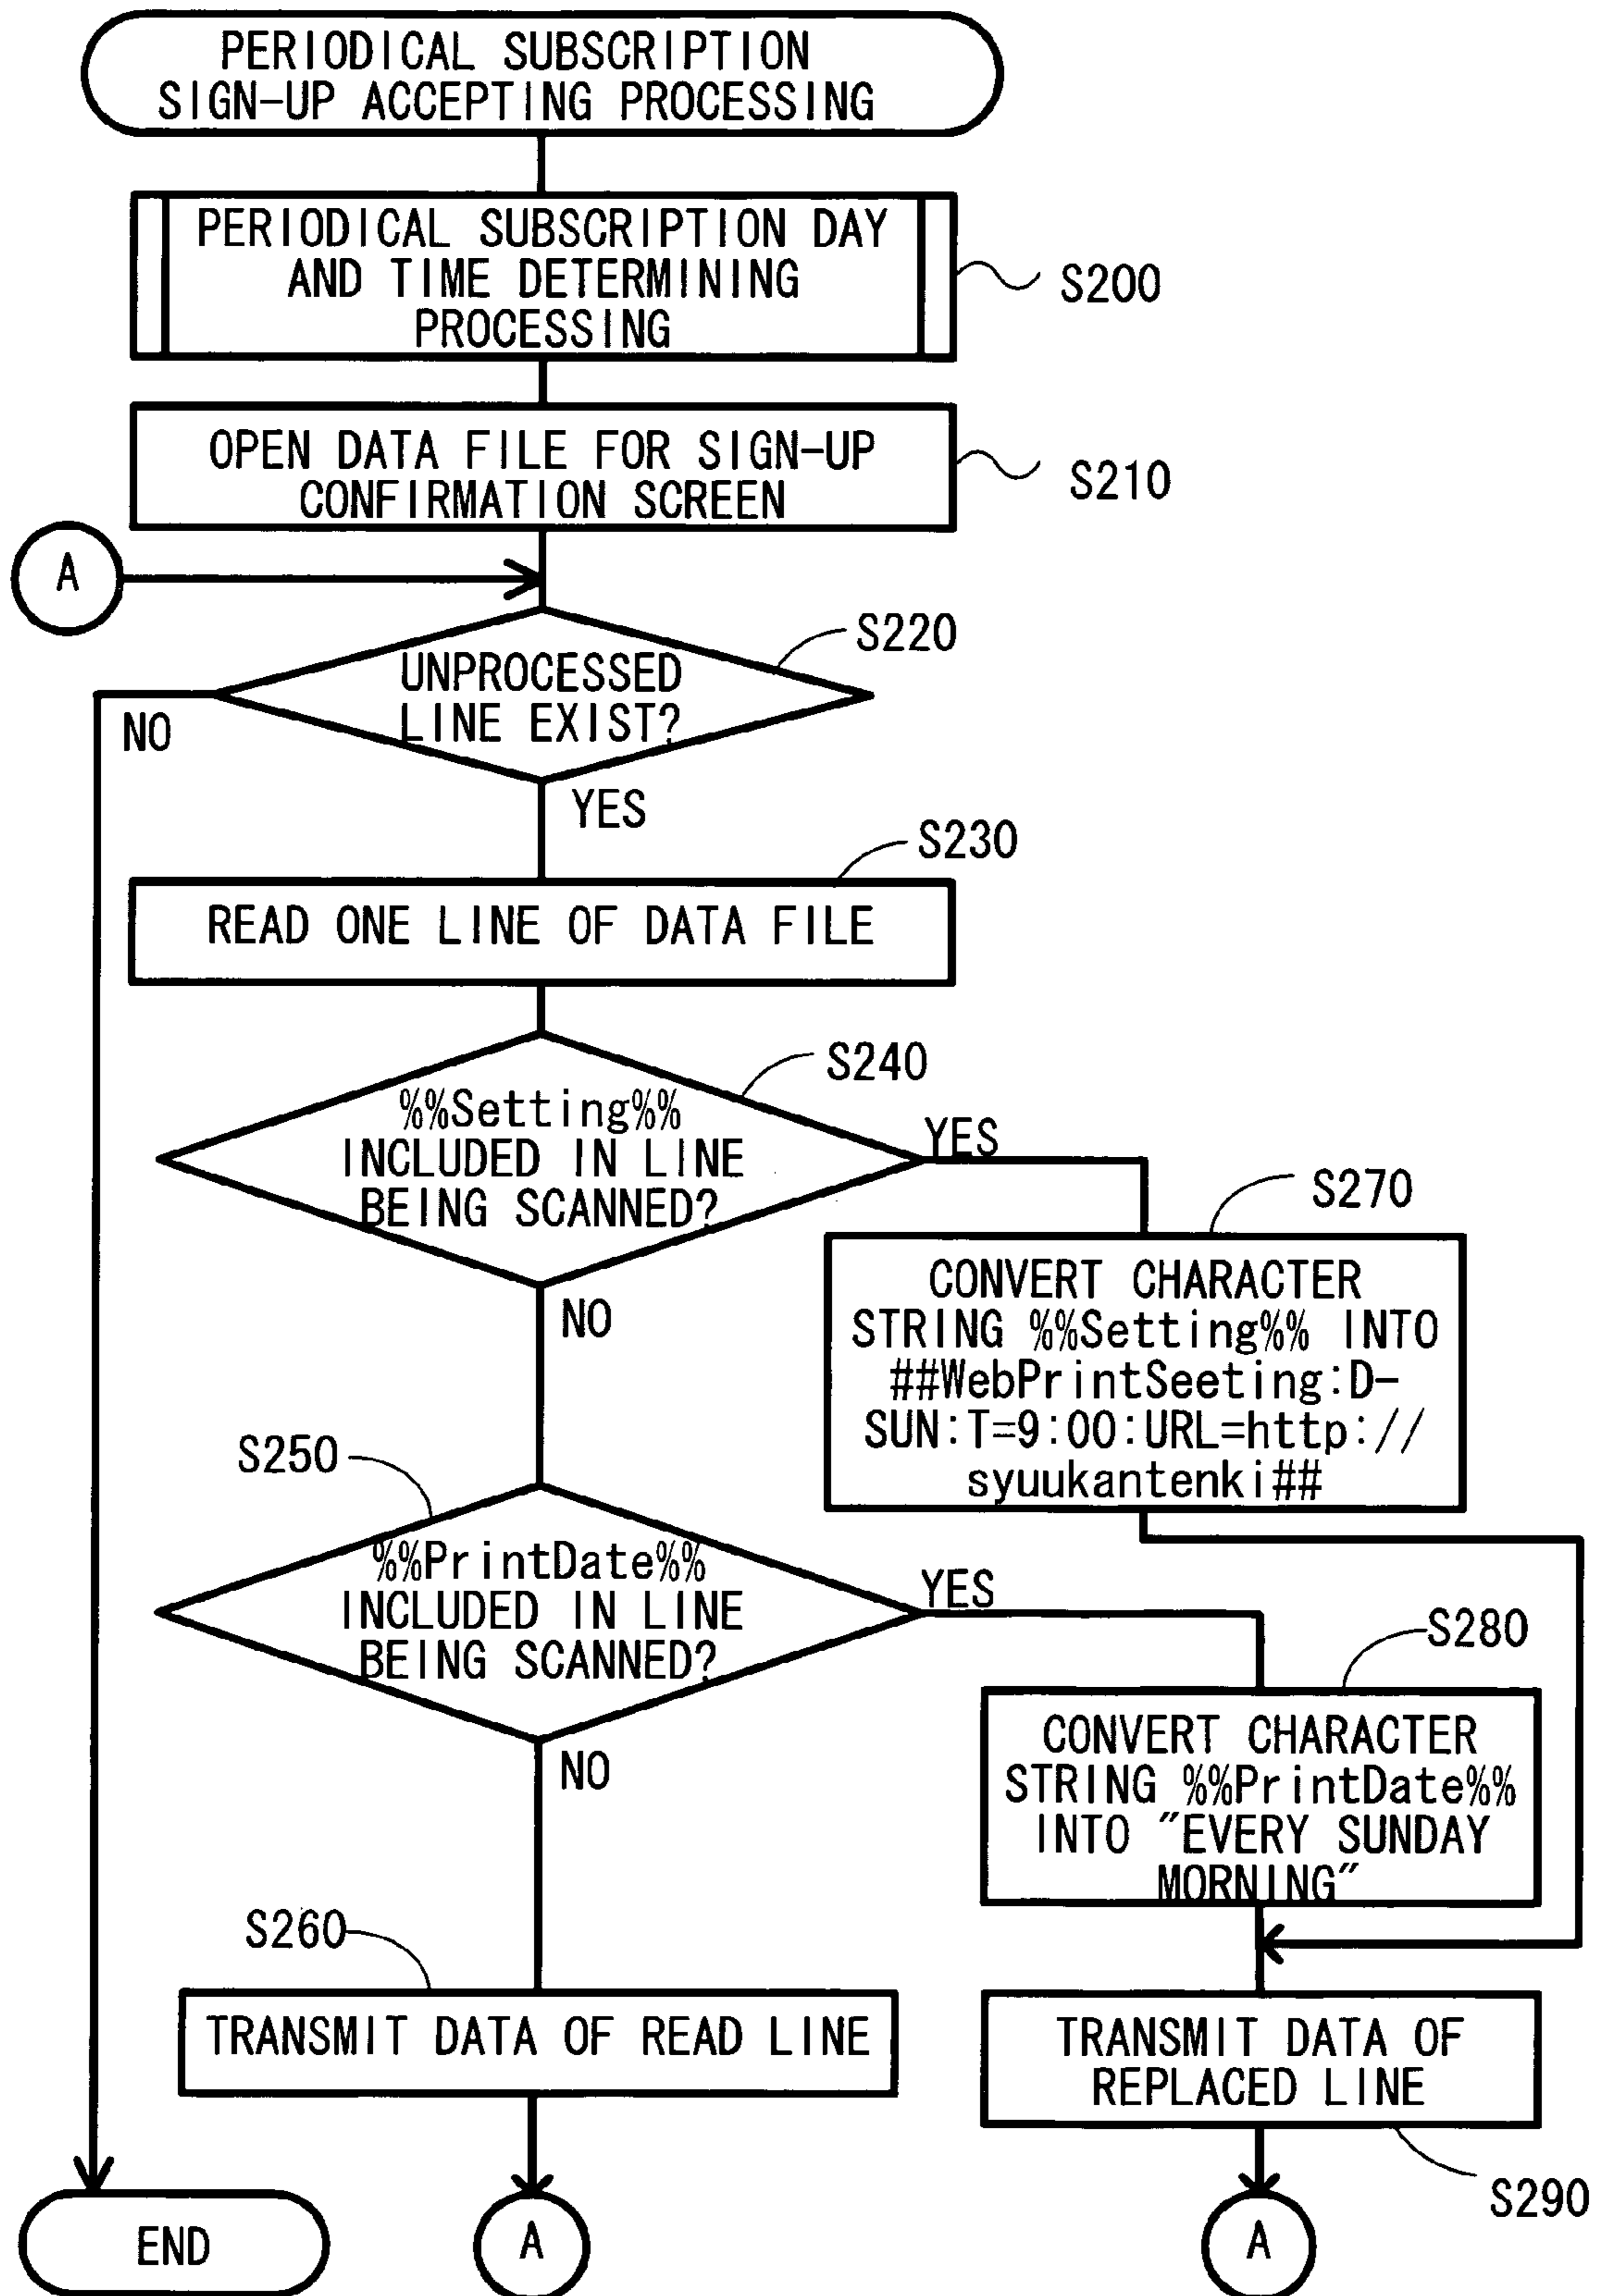 PERIODICAL SUBSCRIPTION
SIGN-UP ACCEPTING PROCESSING
PERIODICAL SUBSCRIPTION DAY
AND TIME DETERMINING
PROCESSING
S200
OPEN DATA FILE FOR SIGN-UP
CONFIRMATION SCREEN
S210
A
S220
UNPROCESSED
LINE EXIST?
NO
YES
S230
READ ONE LINE OF DATA FILE
S240
%%Setting%%
INCLUDED IN LINE
BEING SCANNED?
YES
NO
S270
CONVERT CHARACTER
STRING %%Setting%% INTO
##WebPrintSeeting:D-
SUN:T=9:00:URL=http://
syuukantenki##
S250
%%PrintDate%%
INCLUDED IN LINE
BEING SCANNED?
YES
NO
S280
CONVERT CHARACTER
STRING %%PrintDate%%
INTO "EVERY SUNDAY
MORNING"
S260
TRANSMIT DATA OF READ LINE
TRANSMIT DATA OF
REPLACED LINE
S290
END
A
A